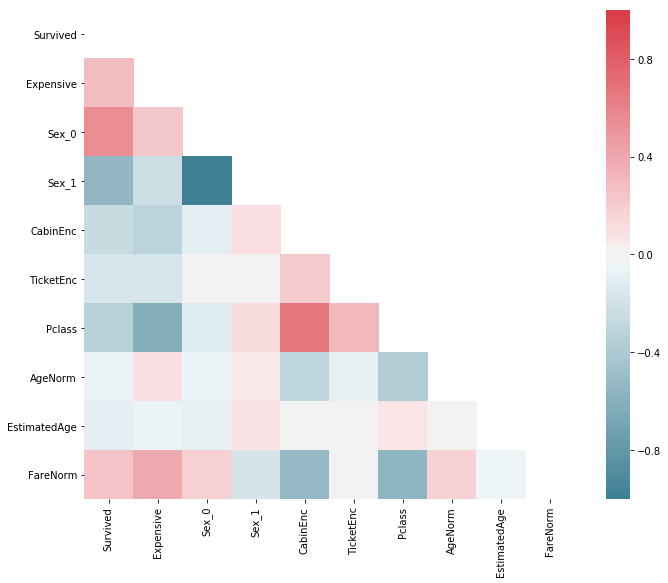 Survived
Expensive
Sex_0
Sex_1
CabinEnc
TicketEnc
Pclass
AgeNorm
EstimatedAge
FareNorm
Survived
Expensive
Sex_0
Sex_1
CabinEnc
TicketEnc
Pclass
AgeNorm
EstimatedAge
FareNorm
0.8
0.4
0.0
−0.4
−0.8